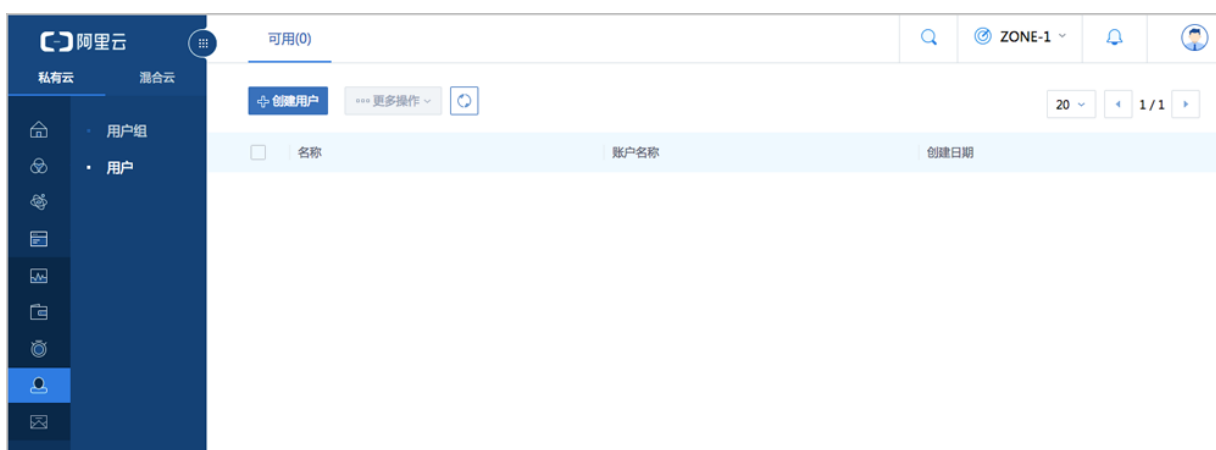 阿里云
可用(0)
ZONE-1
私有云
混合云
创建用户
更多操作
20
1 / 1
用户组
用户
名称
账户名称
创建日期